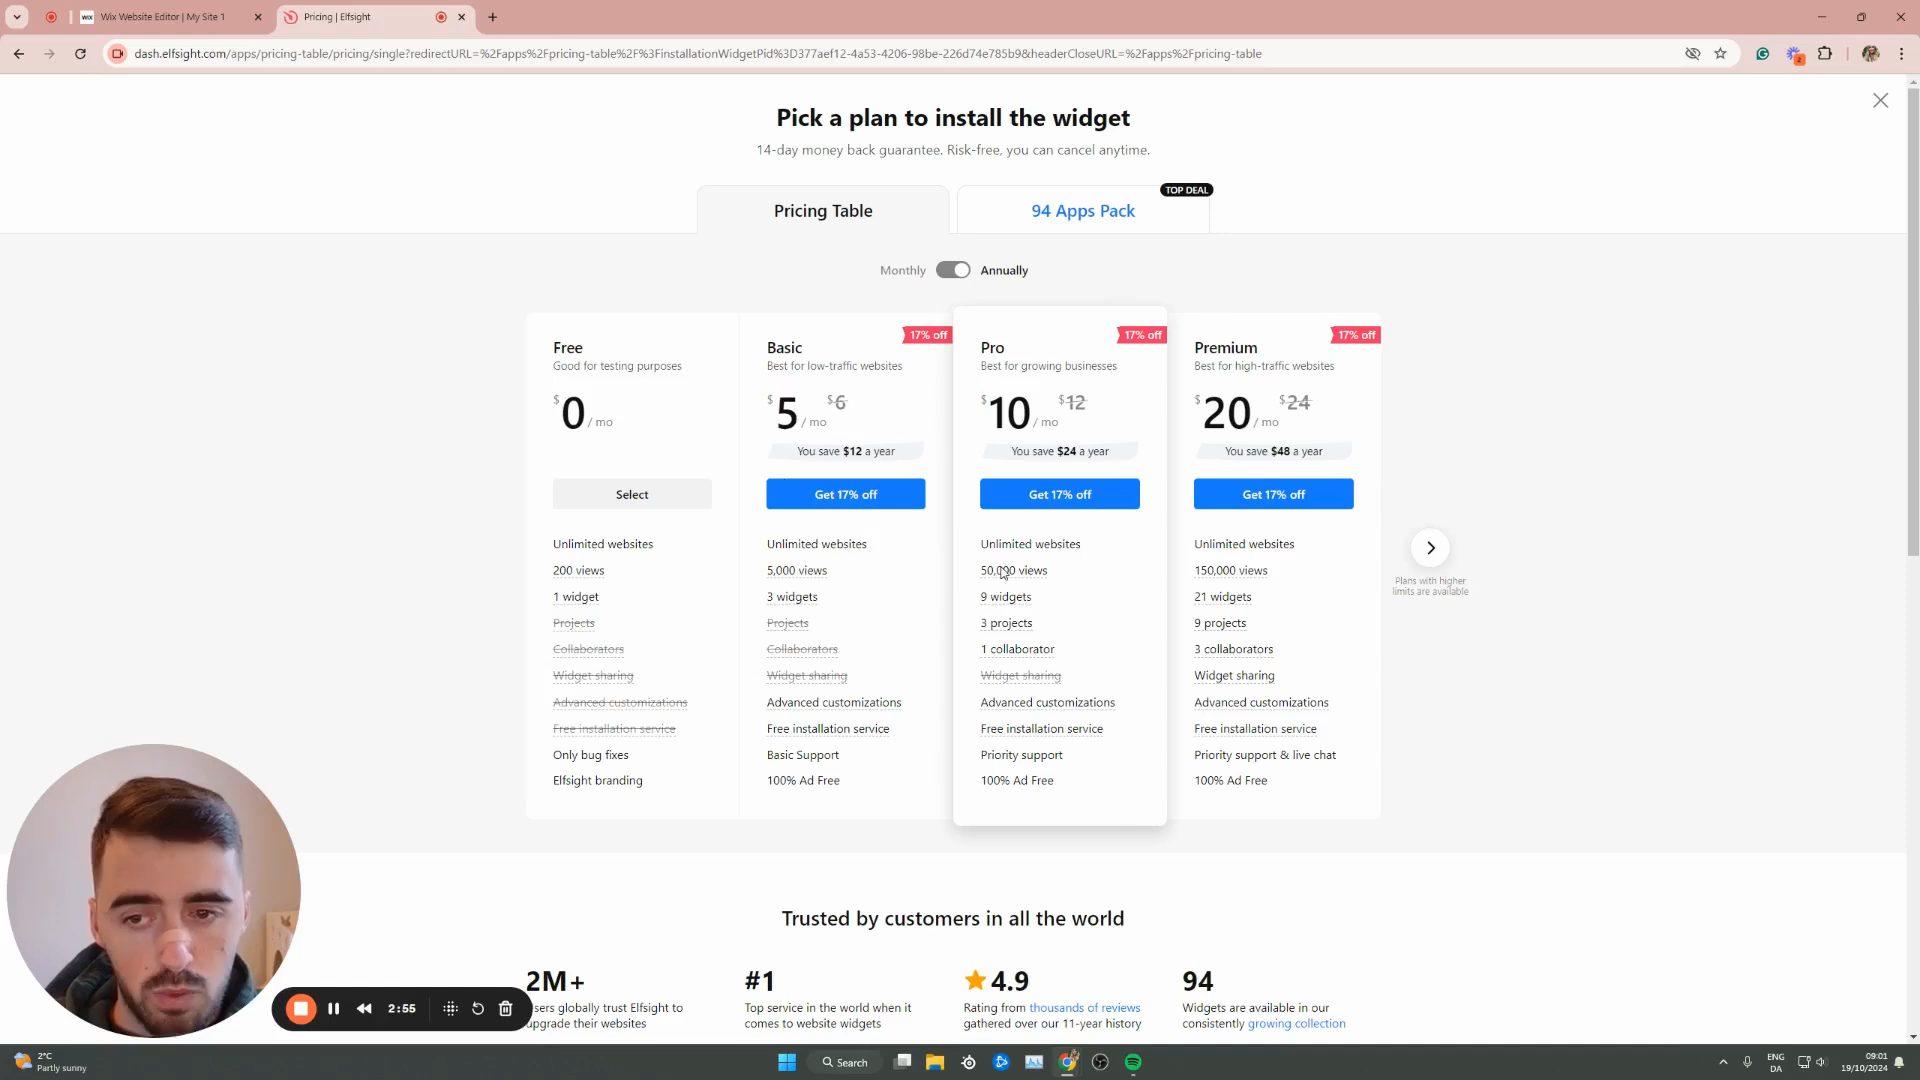 Wix Website Editor | My Site 1
Pricing | Elfsight
dash.elfsight.com/apps/pricing-table/pricing/single?redirectURL=%2Fapps%2Fpricing-table%2F%3FinstallationWidgetPid%3D377aef12-4a53-4206-98be-226d74e785b9&headerCloseURL=%2Fapps%2Fpricing-table
Pick a plan to install the widget
14-day money back guarantee. Risk-free, you can cancel anytime.
TOP DEAL
Pricing Table
94 Apps Pack
Monthly
Annually
Free
Good for testing purposes
$0 / mo
Select
Unlimited websites
200 views
1 widget
Projects
Collaborators
Widget sharing
Advanced customizations
Free installation service
Only bug fixes
Elfsight branding
17% off
Basic
Best for low-traffic websites
$5 / mo $6
You save $12 a year
Get 17% off
Unlimited websites
5,000 views
3 widgets
Projects
Collaborators
Widget sharing
Advanced customizations
Free installation service
Basic Support
100% Ad Free
17% off
Pro
Best for growing businesses
$10 / mo $12
You save $24 a year
Get 17% off
Unlimited websites
50,000 views
9 widgets
3 projects
1 collaborator
Widget sharing
Advanced customizations
Free installation service
Priority support
100% Ad Free
17% off
Premium
Best for high-traffic websites
$20 / mo $24
You save $48 a year
Get 17% off
Unlimited websites
150,000 views
21 widgets
9 projects
3 collaborators
Widget sharing
Advanced customizations
Free installation service
Priority support & live chat
100% Ad Free
Plans with higher
limits are available
Trusted by customers in all the world
2M+
users globally trust Elfsight to
upgrade their websites
#1
Top service in the world when it
comes to website widgets
4.9
Rating from thousands of reviews
gathered over our 11-year history
94
Widgets are available in our
consistently growing collection
2:55
2°C
Partly sunny
Search
ENG
DA
09:01
19/10/2024